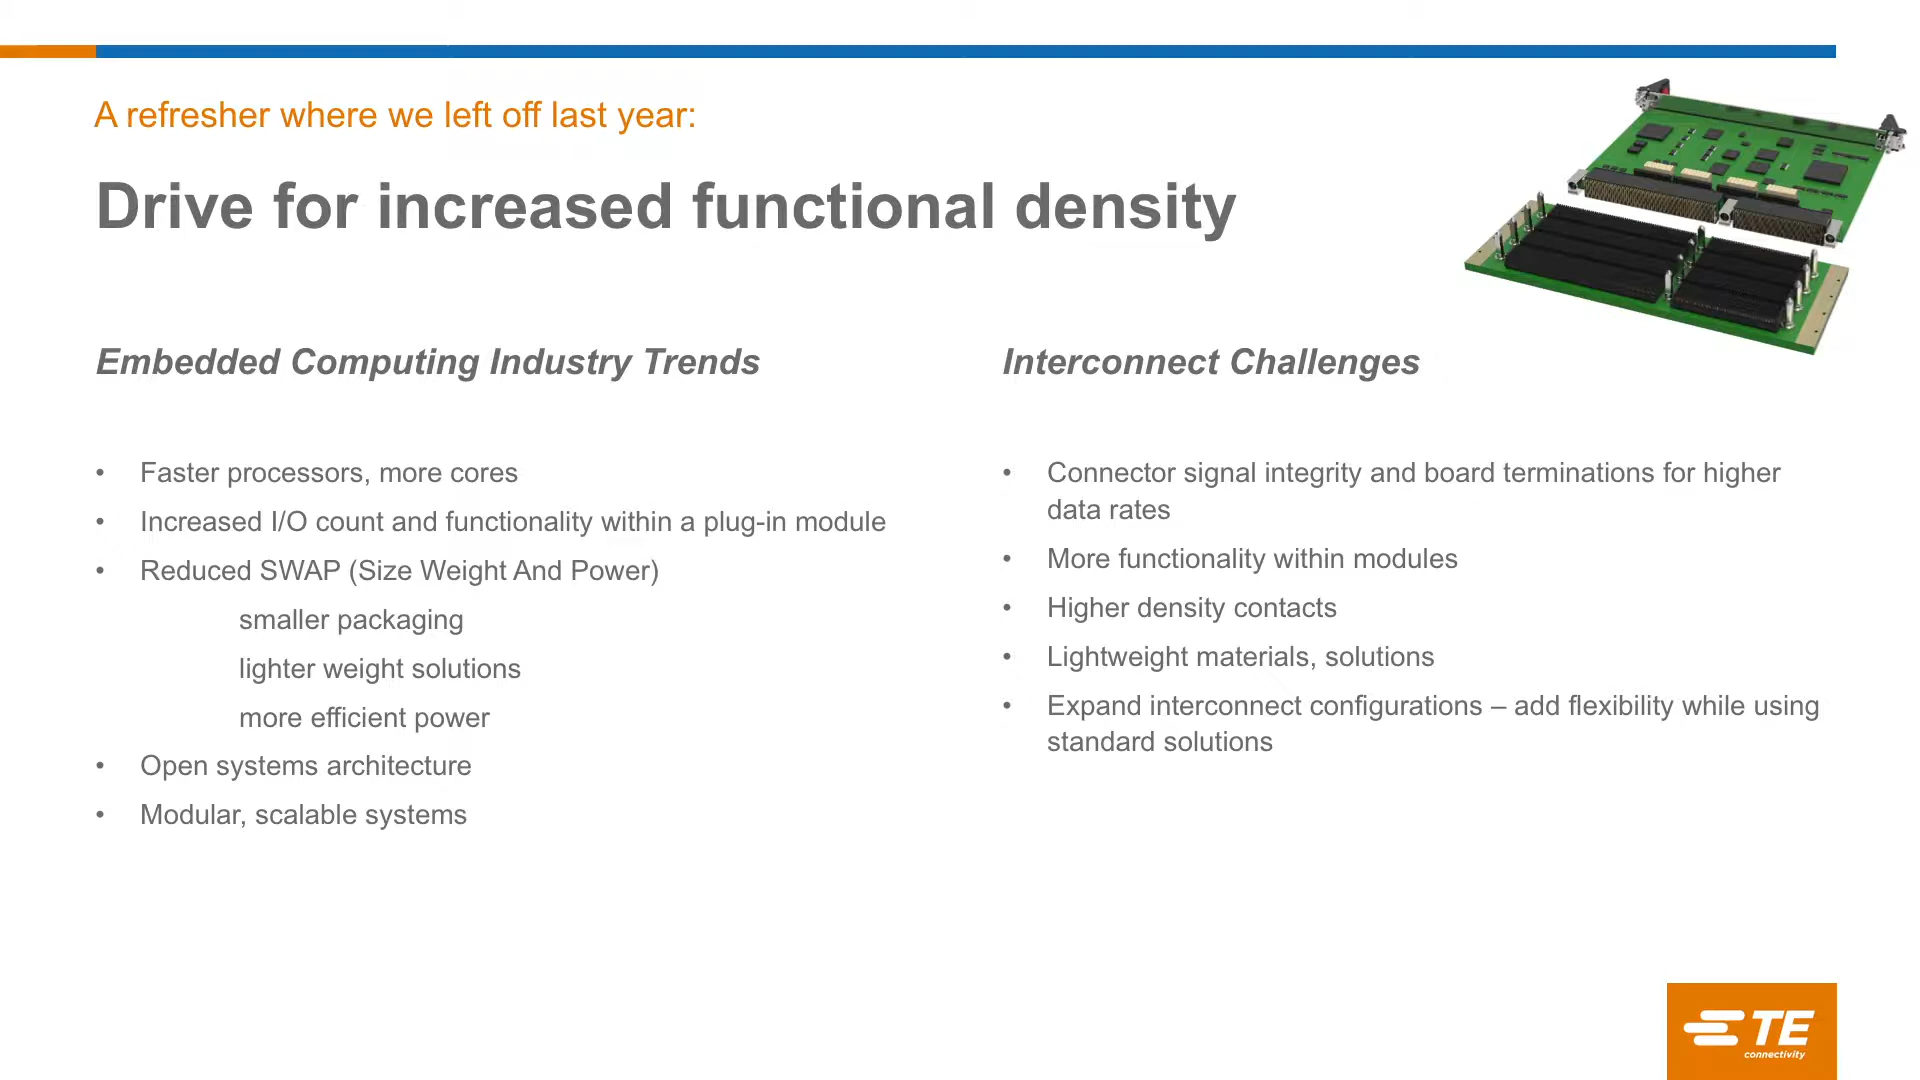 A refresher where we left off last year:
Drive for increased functional density
Embedded Computing Industry Trends
• Faster processors, more cores
• Increased I/O count and functionality within a plug-in module
• Reduced SWAP (Size Weight And Power)
smaller packaging
lighter weight solutions
more efficient power
• Open systems architecture
• Modular, scalable systems
Interconnect Challenges
• Connector signal integrity and board terminations for higher
data rates
• More functionality within modules
• Higher density contacts
• Lightweight materials, solutions
• Expand interconnect configurations – add flexibility while using
standard solutions
TE
connectivity